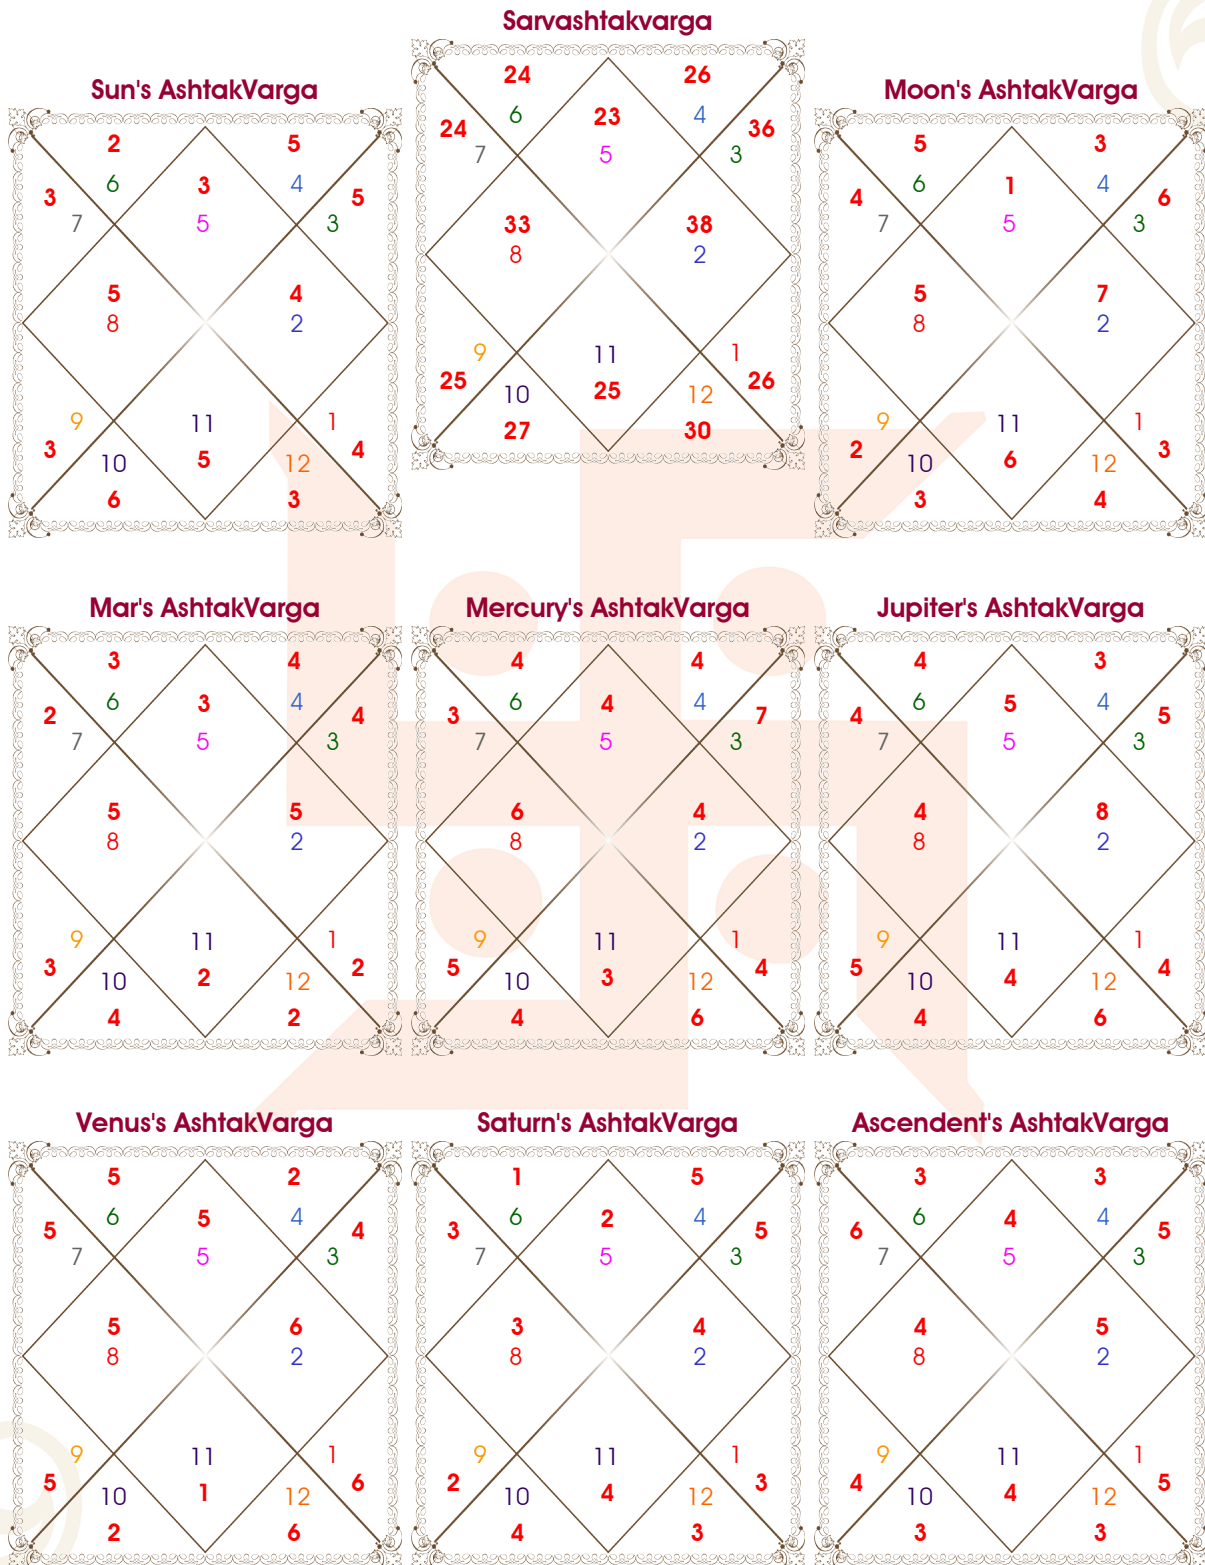 Sarvashtakvarga
24 26
6 23 4
24 36
7 5 3
33 38
8 2
9 11 1
25 10 25 12 26
27 30
Sun's AshtakVarga
2 5
6 3 4
3 5
7 5 3
5 4
8 2
9 11 1
3 10 5 12 4
6 3
Moon's AshtakVarga
5 3
6 1 4
4 6
7 5 3
5 7
8 2
9 11 1
2 10 6 12 3
3 4
Mar's AshtakVarga
3 4
6 3 4
2 4
7 5 3
5 5
8 2
9 11 1
3 10 2 12 2
4 2
Mercury's AshtakVarga
4 4
6 4 4
3 7
7 5 3
6 4
8 2
9 11 1
5 10 3 12 4
4 6
Jupiter's AshtakVarga
4 3
6 5 4
4 5
7 5 3
4 8
8 2
9 11 1
5 10 4 12 4
4 6
Venus's AshtakVarga
5 2
6 5 4
5 4
7 5 3
5 6
8 2
9 11 1
5 10 1 12 6
2 6
Saturn's AshtakVarga
1 5
6 2 4
3 5
7 5 3
3 4
8 2
9 11 1
2 10 4 12 3
4 3
Ascendent's AshtakVarga
3 3
6 4 4
6 5
7 5 3
4 5
8 2
9 11 1
4 10 4 12 5
3 3